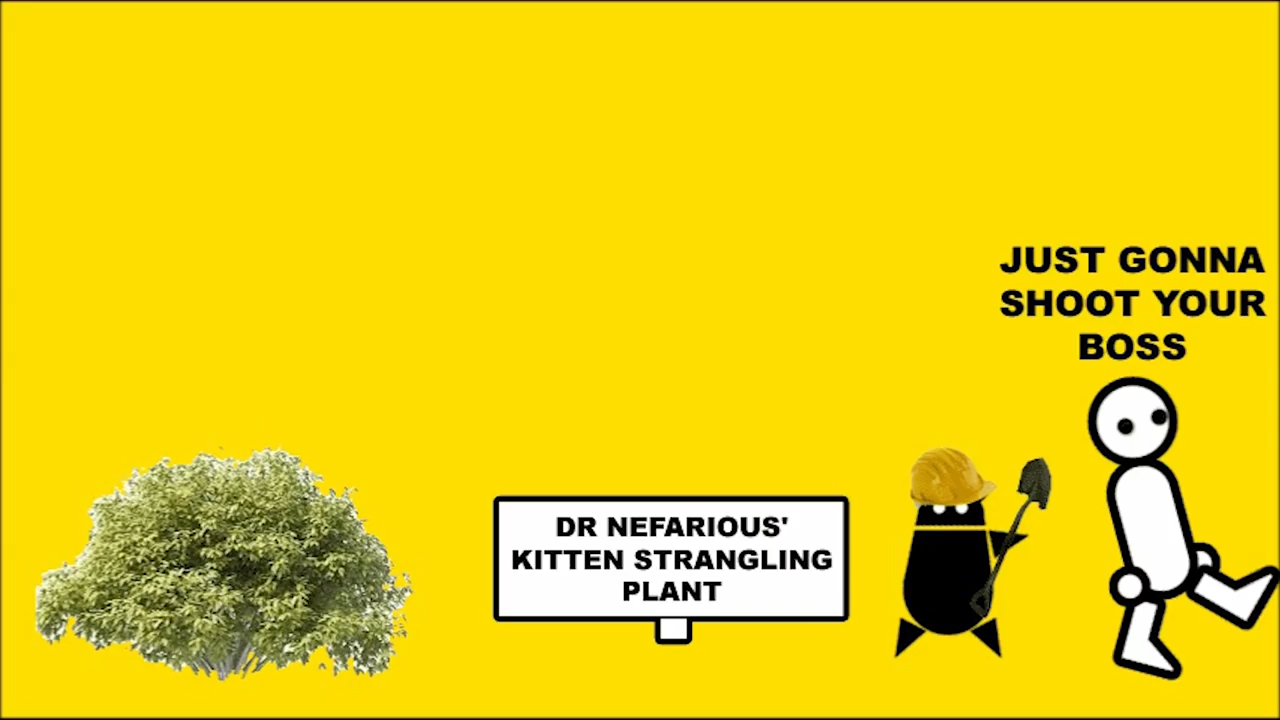 JUST GONNA
SHOOT YOUR
BOSS
DR NEFARIOUS'
KITTEN STRANGLING
PLANT